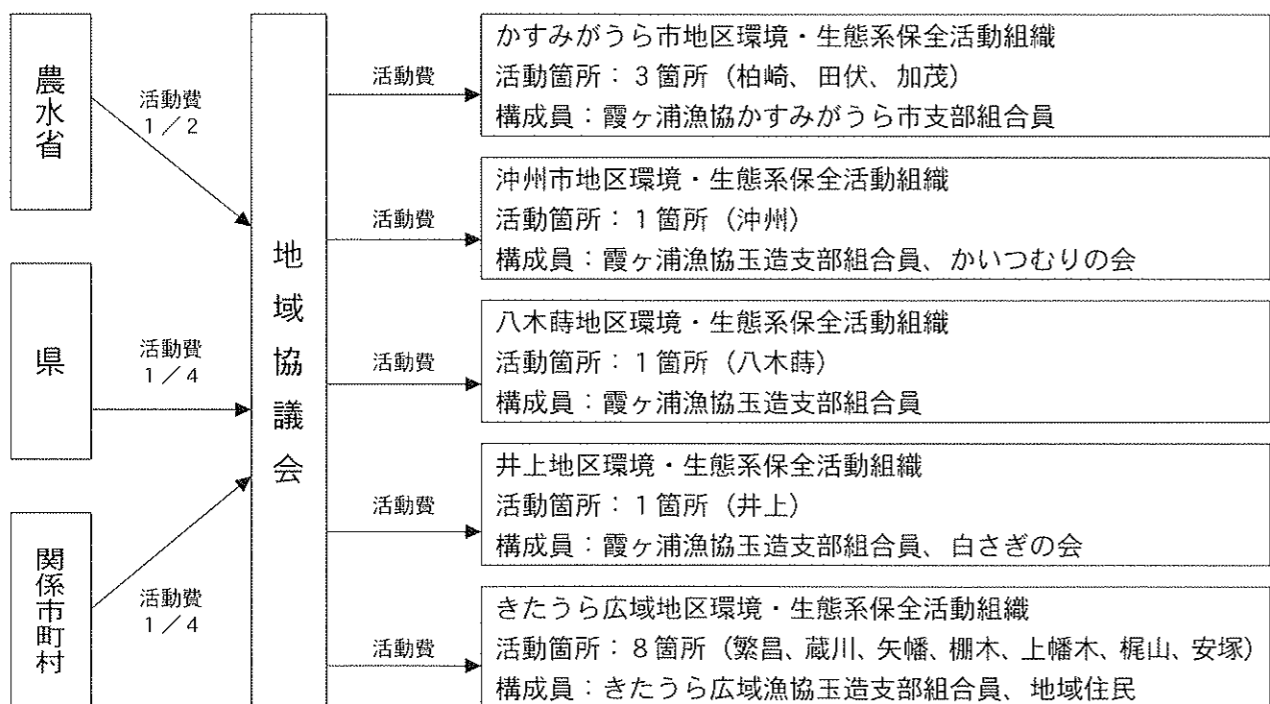 農水省
活動費
1／2
県
活動費
1／4
関係市町村
活動費
1／4
地域協議会
活動費
かすみがうら市地区環境・生態系保全活動組織
活動箇所：3箇所（柏崎、田伏、加茂）
構成員：霞ヶ浦漁協かすみがうら市支部組合員
活動費
沖州市地区環境・生態系保全活動組織
活動箇所：1箇所（沖州）
構成員：霞ヶ浦漁協玉造支部組合員、かいつむりの会
活動費
八木蒔地区環境・生態系保全活動組織
活動箇所：1箇所（八木蒔）
構成員：霞ヶ浦漁協玉造支部組合員
活動費
井上地区環境・生態系保全活動組織
活動箇所：1箇所（井上）
構成員：霞ヶ浦漁協玉造支部組合員、白さぎの会
活動費
きたうら広域地区環境・生態系保全活動組織
活動箇所：8箇所（繁昌、蔵川、矢幡、棚木、上幡木、梶山、安塚）
構成員：きたうら広域漁協玉造支部組合員、地域住民